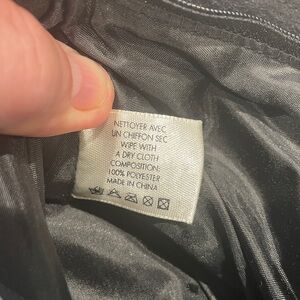 NETTOYER AVEC
UN CHIFFON SEC
WIPE WITH
A DRY CLOTH
COMPOSITION:
100% POLYESTER
MADE IN CHINA